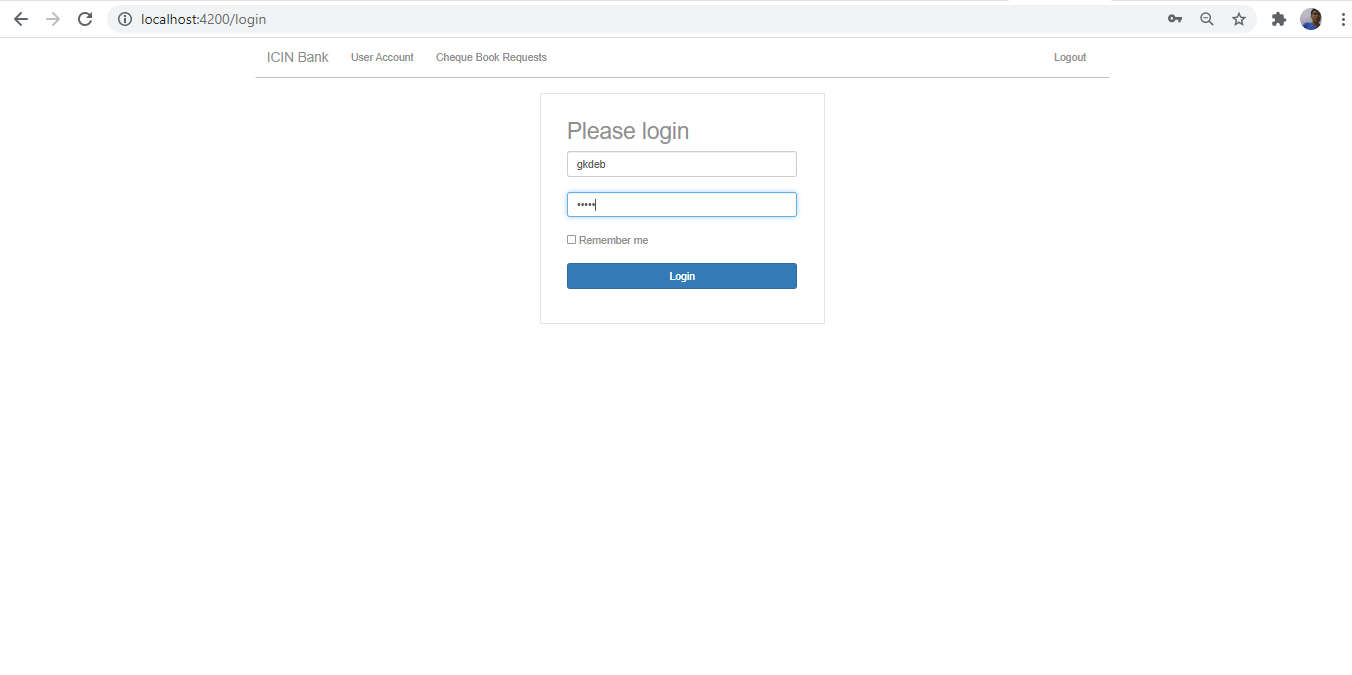 localhost:4200/login
ICIN Bank User Account Cheque Book Requests Logout
Please login
gkdeb
•••••
Remember me
Login